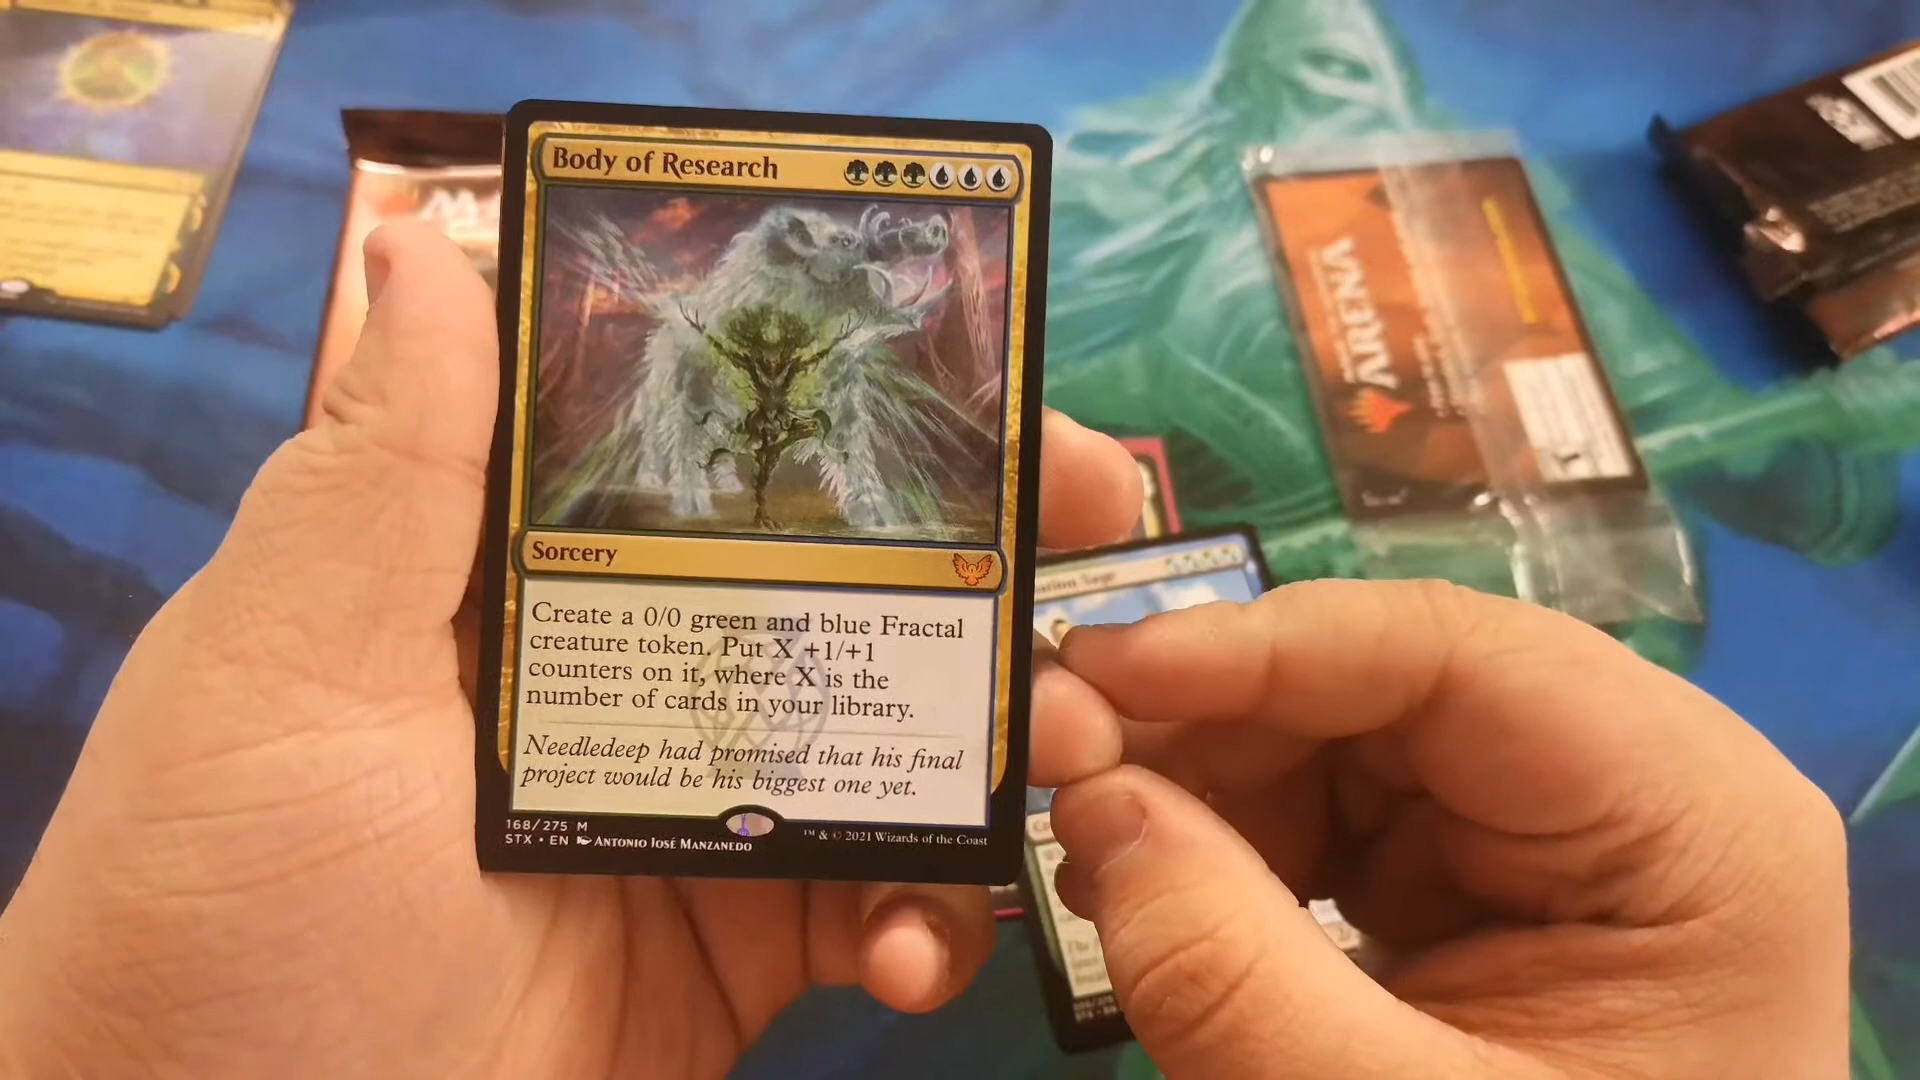 Body of Research
Sorcery
Create a 0/0 green and blue Fractal
creature token. Put X +1/+1
counters on it, where X is the
number of cards in your library.
Needledeep had promised that his final
project would be his biggest one yet.
168/275 M
STX • EN ANTONIO JOSÉ MANZANEDO
™ & © 2021 Wizards of the Coast
ARENA